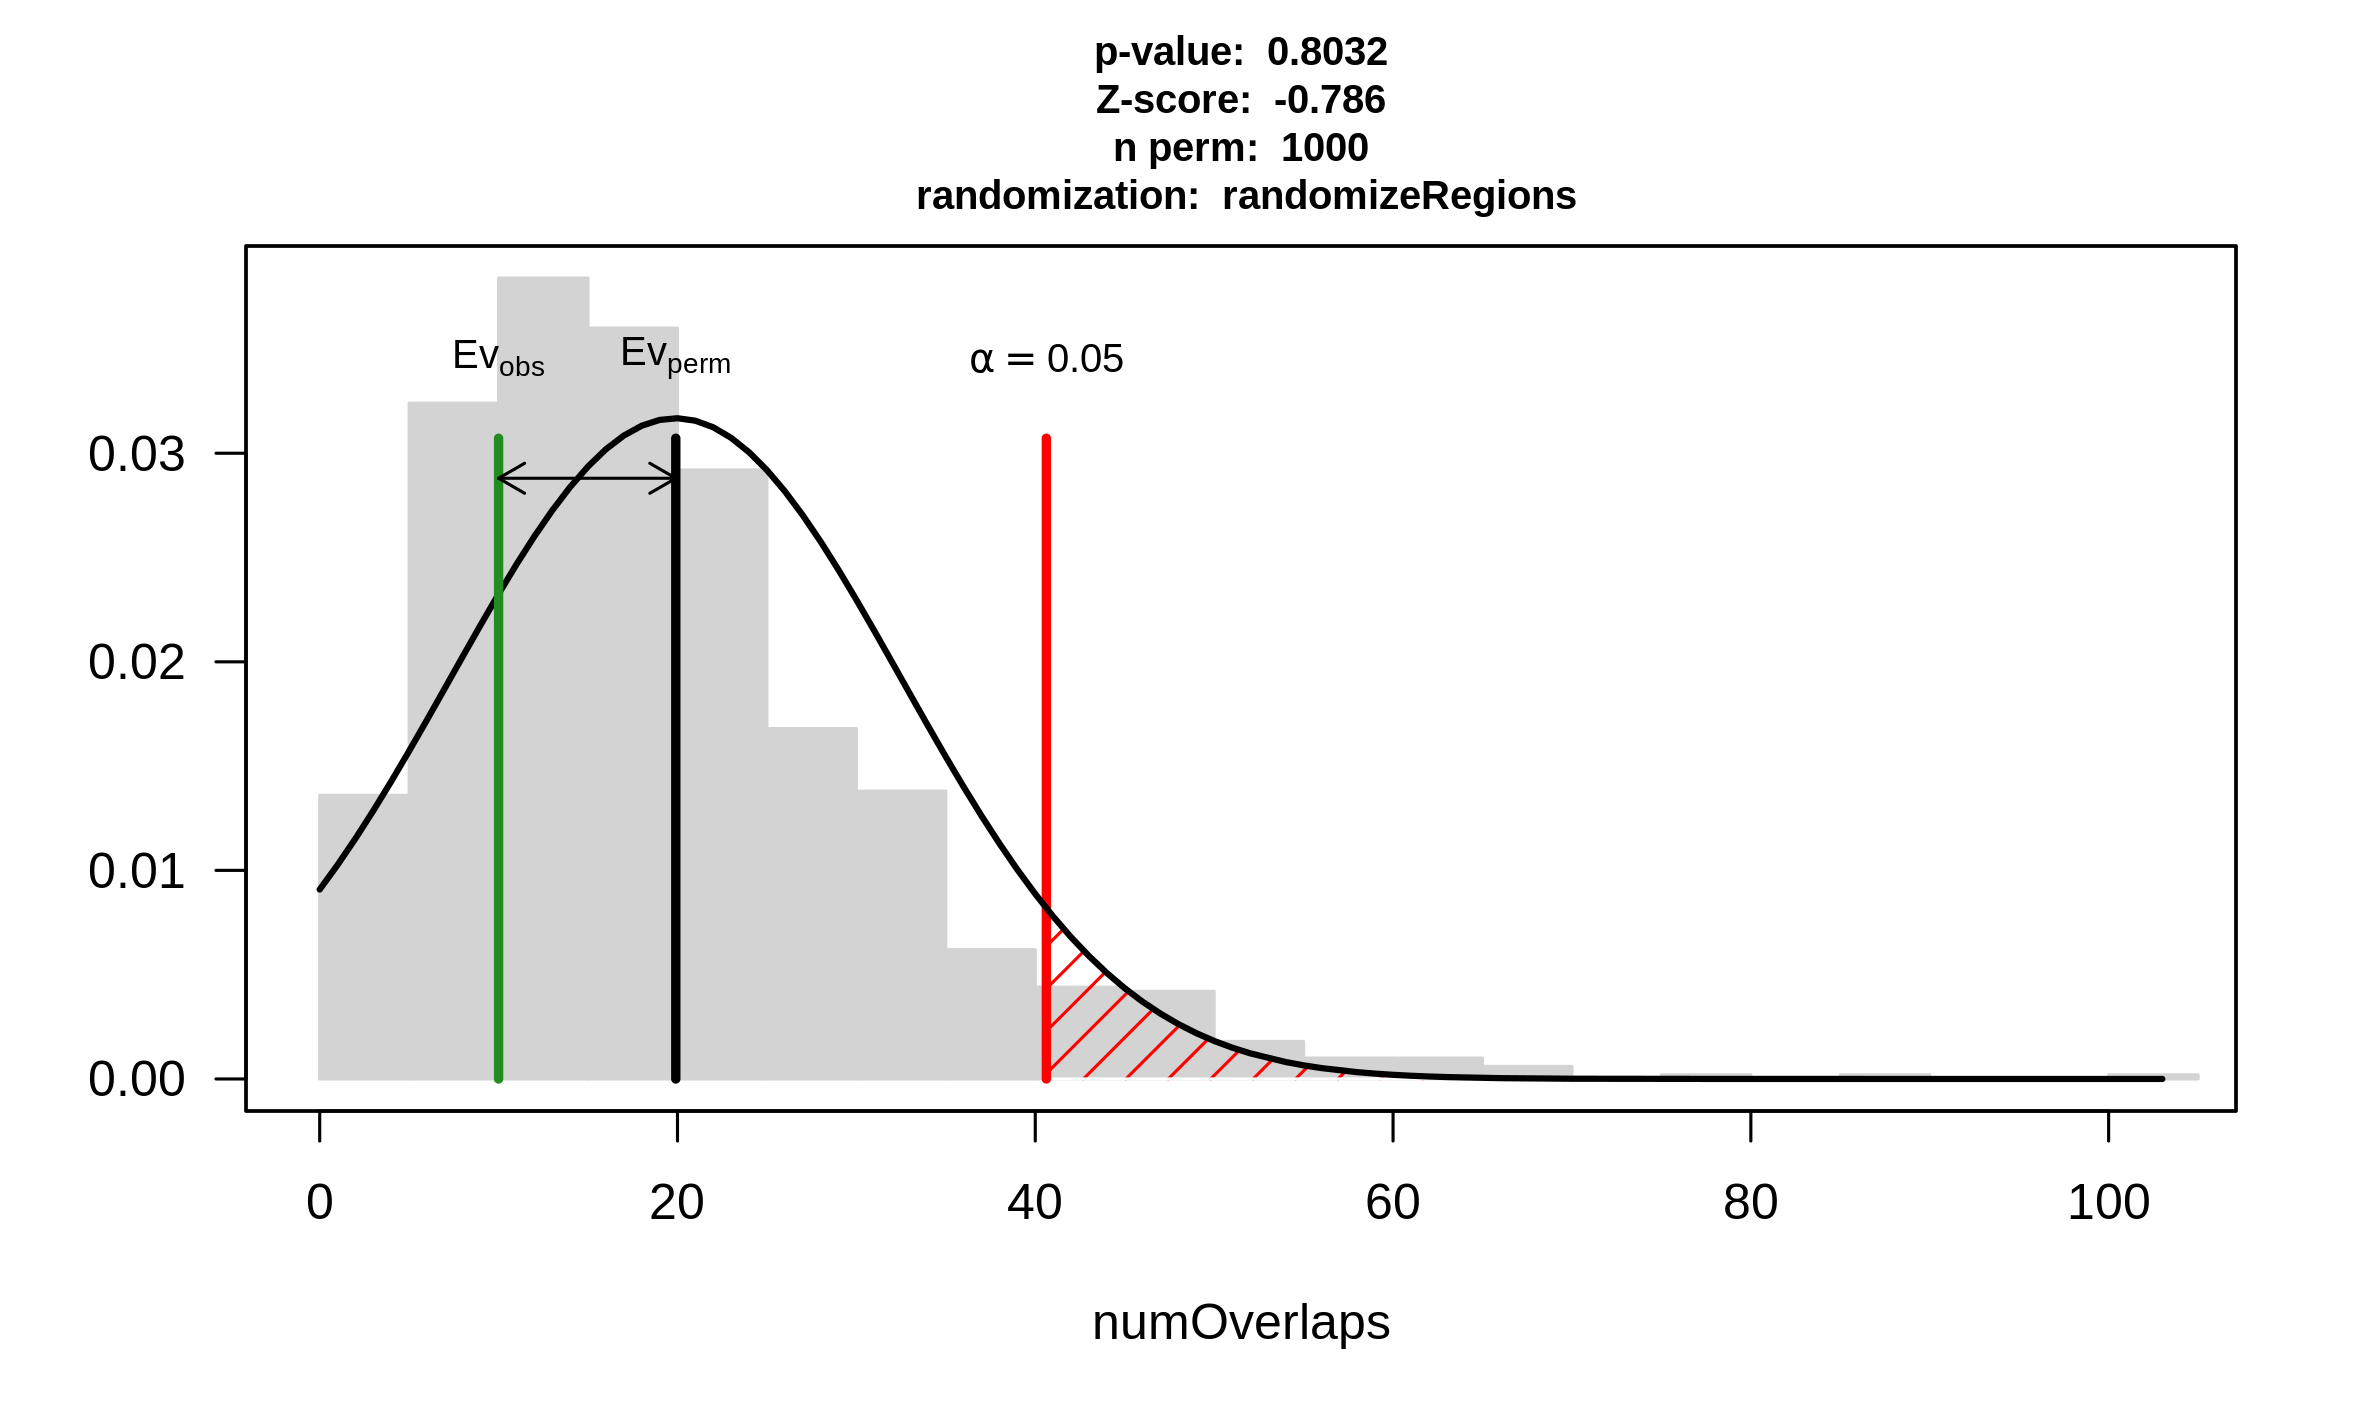 p-value: 0.8032
Z-score: -0.786
n perm: 1000
randomization: randomizeRegions
Evobs Evperm α = 0.05
0.03
0.02
0.01
0.00
0 20 40 60 80 100
numOverlaps